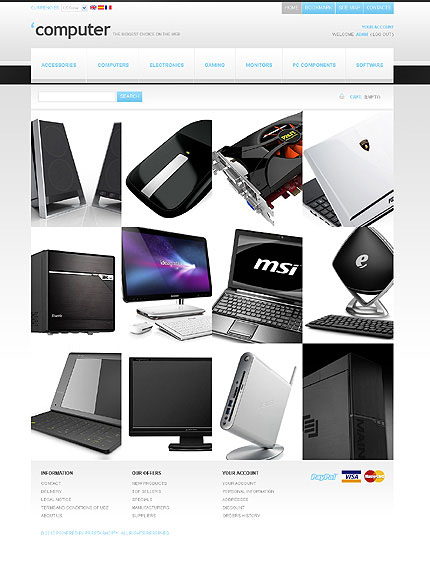 CURRENCIES
HOME BOOKMARK SITE MAP CONTACTS
'computer THE BIGGEST CHOICE ON THE WEB
YOUR ACCOUNT
WELCOME, (LOG OUT)
ACCESSORIES COMPUTERS ELECTRONICS GAMING MONITORS PC COMPONENTS SOFTWARE
SEARCH
CART: (EMPTY)
PALIT
msi
e
INFORMATION
CONTACT
DELIVERY
LEGAL NOTICE
TERMS AND CONDITIONS OF USE
ABOUT US
OUR OFFERS
NEW PRODUCTS
TOP SELLERS
SPECIALS
MANUFACTURERS
SUPPLIERS
YOUR ACCOUNT
YOUR ACCOUNT
PERSONAL INFORMATION
ADDRESSES
DISCOUNT
ORDERS HISTORY
PayPal VISA MasterCard